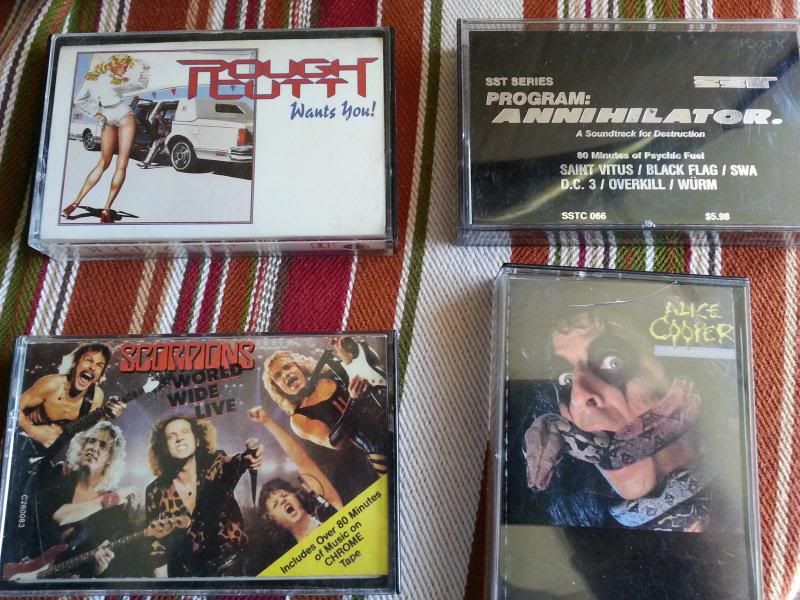 ROUGH
CUTT
Wants You!
SST SERIES
SST
PROGRAM:
ANNIHILATOR.
A Soundtrack for Destruction
80 Minutes of Psychic Fuel
SAINT VITUS / BLACK FLAG / SWA
D.C. 3 / OVERKILL / WÜRM
SSTC 066
$5.98
SCORPIONS
WORLD
WIDE
LIVE
C260083
Includes Over 80 Minutes
of Music on
CHROME
Tape
ALICE
COOPER